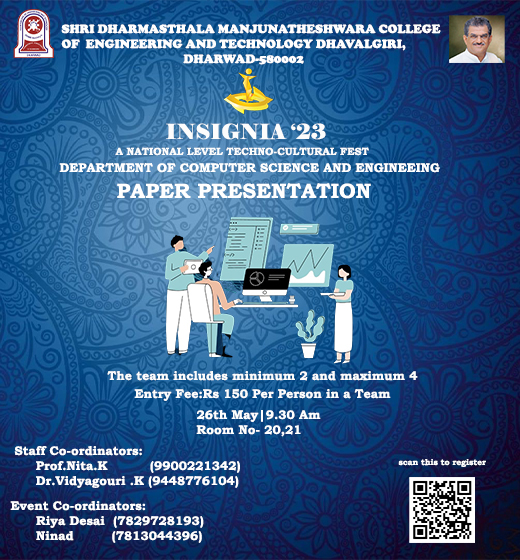 SHRI DHARMASTHALA MANJUNATHESHWARA COLLEGE
OF ENGINEERING AND TECHNOLOGY DHAVALGIRI,
DHARWAD-580002
INSIGNIA ‘23
A NATIONAL LEVEL TECHNO-CULTURAL FEST
DEPARTMENT OF COMPUTER SCIENCE AND ENGINEEING
PAPER PRESENTATION
The team includes minimum 2 and maximum 4
Entry Fee:Rs 150 Per Person in a Team
26th May|9.30 Am
Room No- 20,21
Staff Co-ordinators:
Prof.Nita.K (9900221342)
Dr.Vidyagouri .K (9448776104)
Event Co-ordinators:
Riya Desai (7829728193)
Ninad (7813044396)
scan this to register